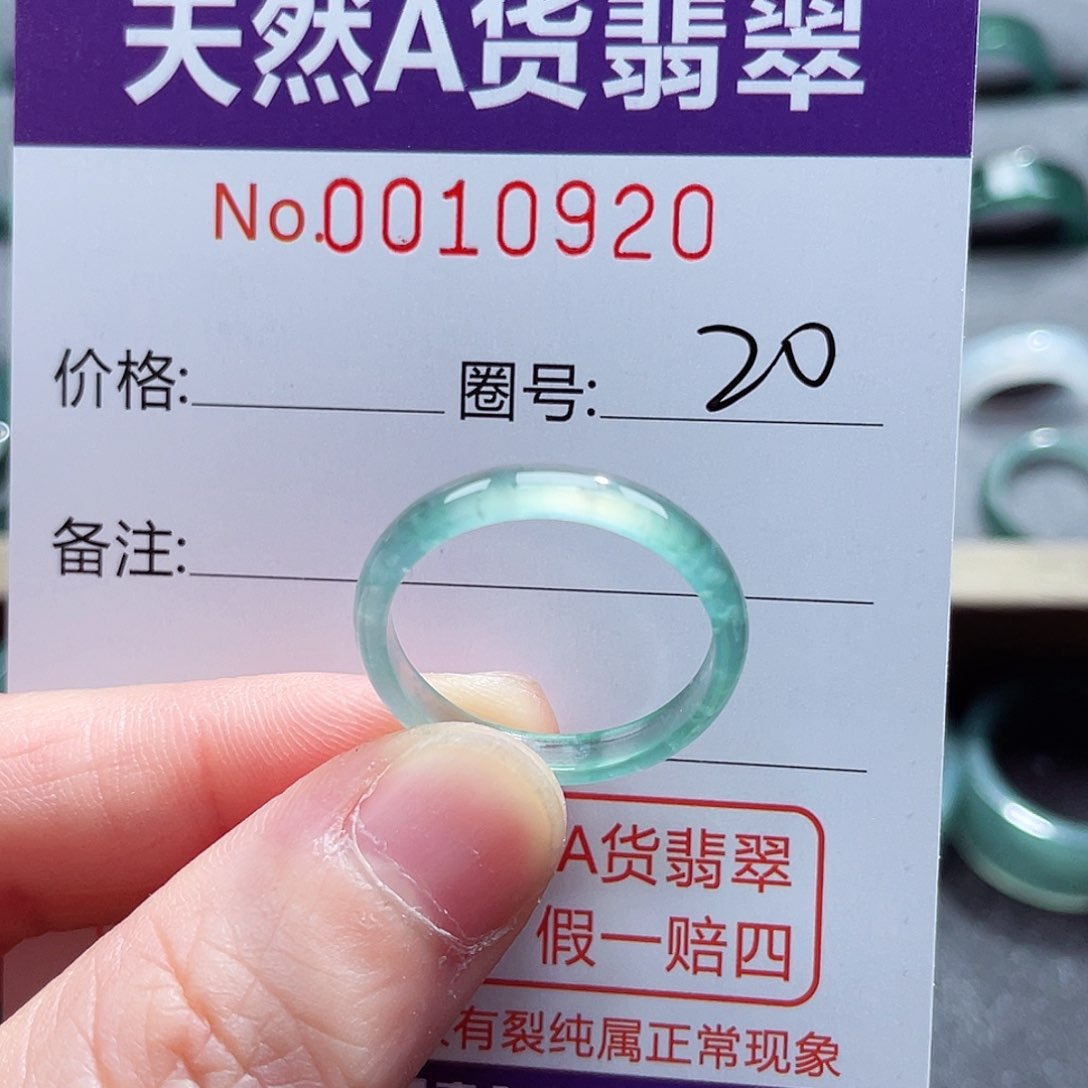 天然A货翡翠
No.0010920
价格: 圈号: 20
备注:
A货翡翠
假一赔四
有裂纯属正常现象